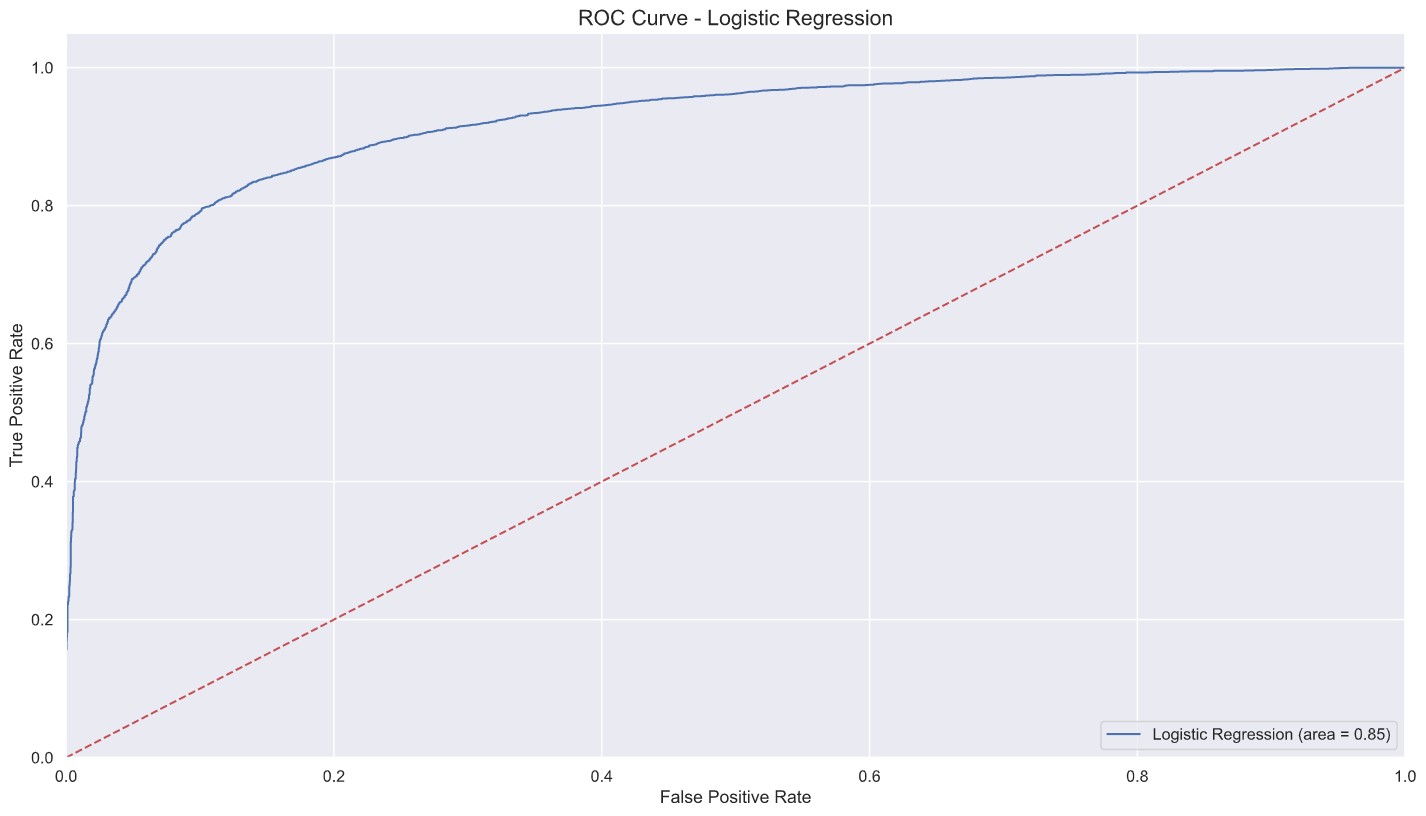 ROC Curve - Logistic Regression
True Positive Rate
1.0
0.8
0.6
0.4
0.2
0.0
0.0 0.2 0.4 0.6 0.8 1.0
False Positive Rate
Logistic Regression (area = 0.85)